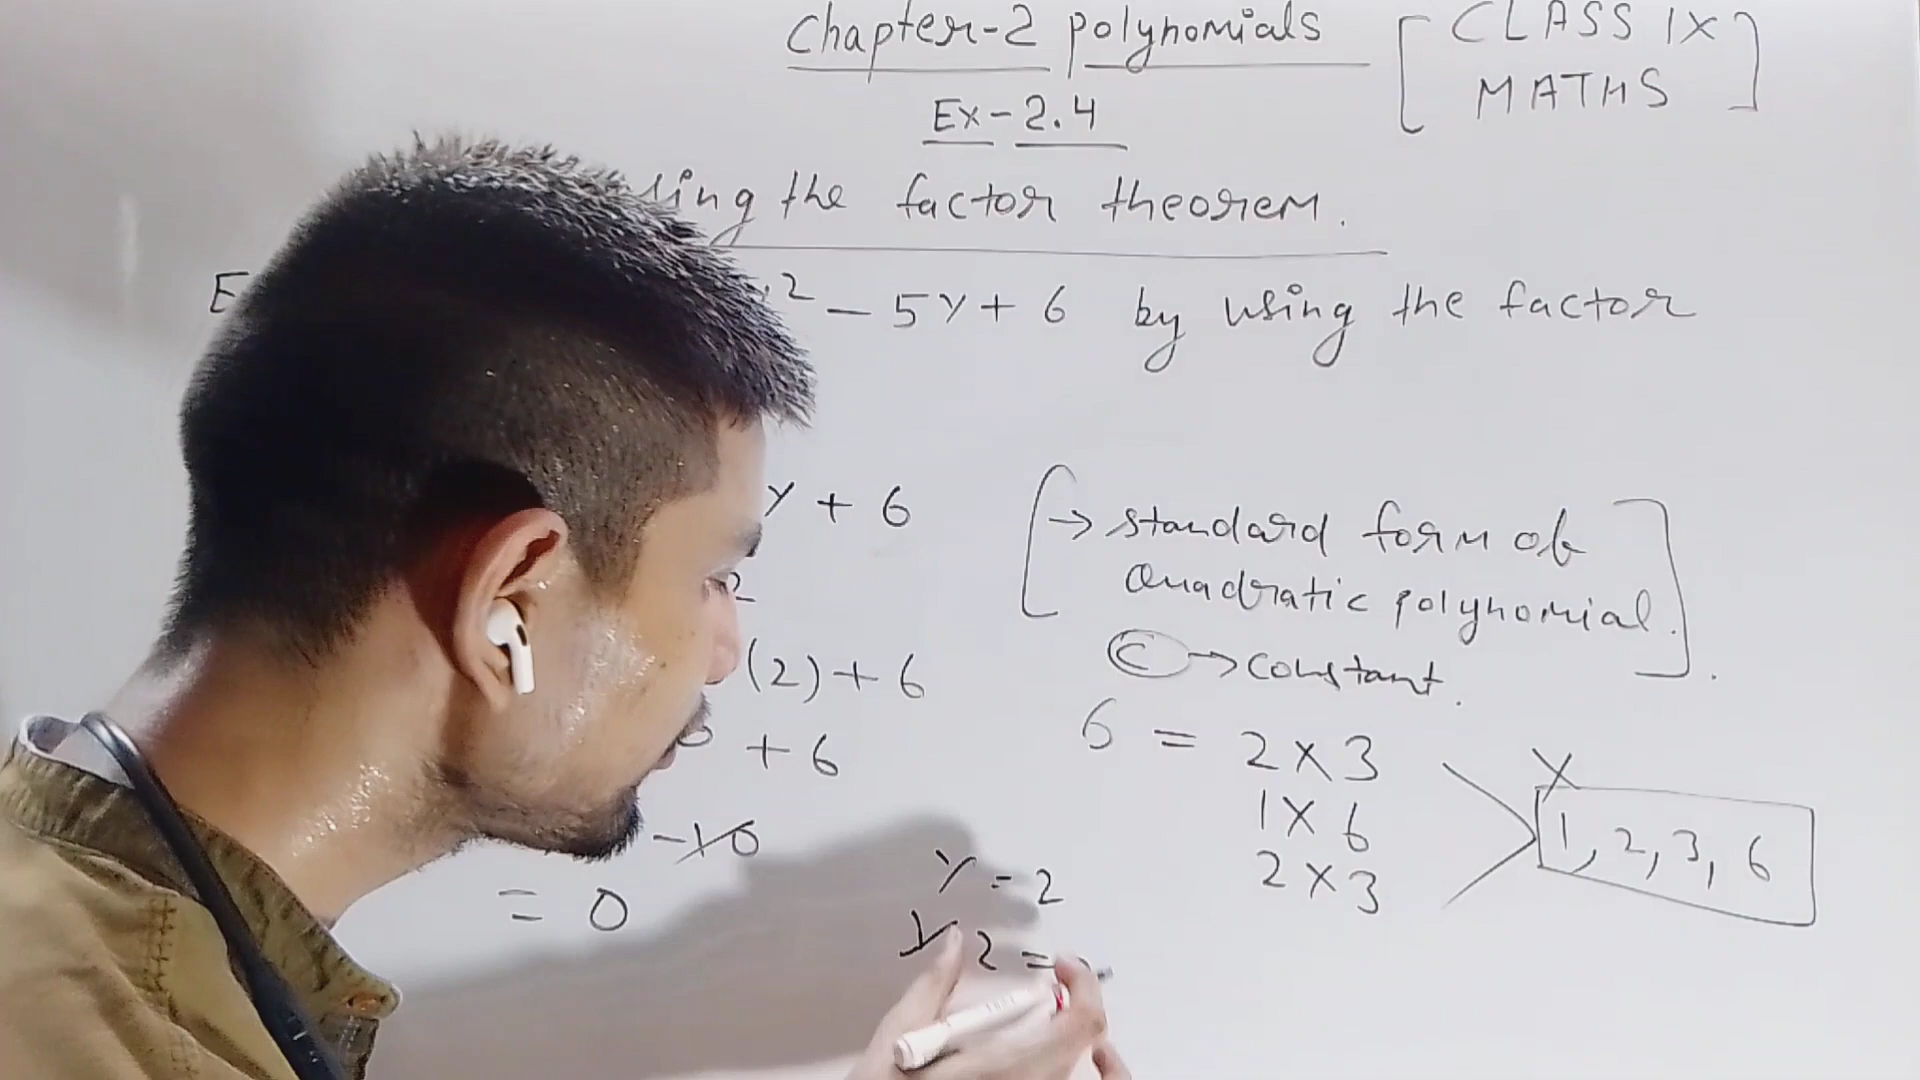 Chapter-2 polynomials
[CLASS IX
MATHS]
Ex-2.4
the factor theorem.
2 - 5y + 6 by using the factor
y + 6
2
(2) + 6
+ 6
-10
= 0
[→ standard form of
Quadratic polynomial.
C → constant.]
6 = 2 x 3
1 x 6
2 x 3
1, 2, 3, 6
y = 2
y 2 =